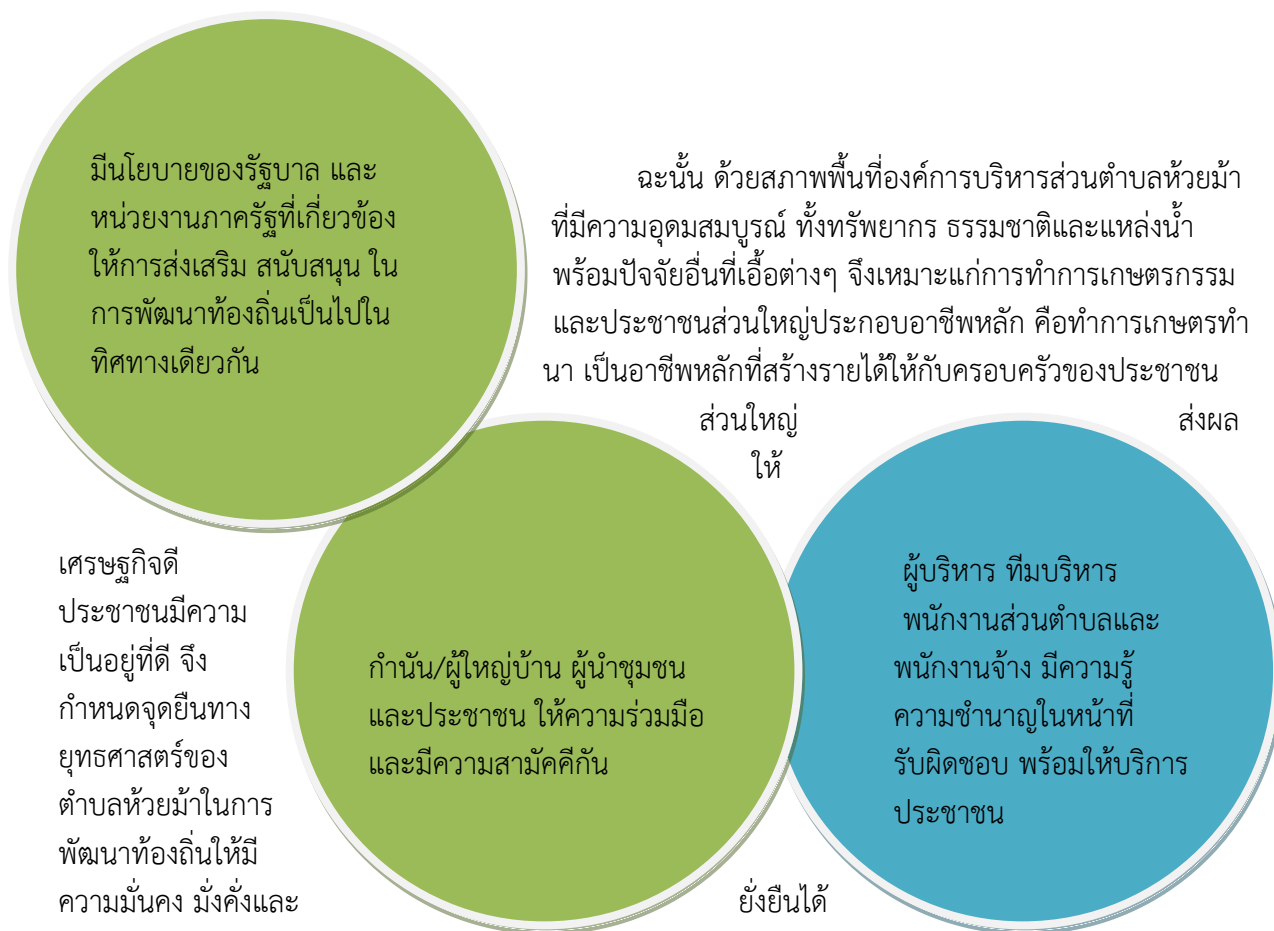 มีนโยบายของรัฐบาล และ
หน่วยงานภาครัฐที่เกี่ยวข้อง
ให้การส่งเสริม สนับสนุน ใน
การพัฒนาท้องถิ่นเป็นไปใน
ทิศทางเดียวกัน
ฉะนั้น ด้วยสภาพพื้นที่องค์การบริหารส่วนตำบลห้วยม้า
ที่มีความอุดมสมบูรณ์ ทั้งทรัพยากร ธรรมชาติและแหล่งน้ำ
พร้อมปัจจัยอื่นที่เอื้อต่างๆ จึงเหมาะแก่การทำการเกษตรกรรม
และประชาชนส่วนใหญ่ประกอบอาชีพหลัก คือทำการเกษตรทำ
นา เป็นอาชีพหลักที่สร้างรายได้ให้กับครอบครัวของประชาชน
ส่วนใหญ่ ส่งผล
ให้
เศรษฐกิจดี
ประชาชนมีความ
เป็นอยู่ที่ดี จึง
กำหนดจุดยืนทาง
ยุทธศาสตร์ของ
ตำบลห้วยม้าในการ
พัฒนาท้องถิ่นให้มี
ความมั่นคง มั่งคั่งและ ยั่งยืนได้
กำนัน/ผู้ใหญ่บ้าน ผู้นำชุมชน
และประชาชน ให้ความร่วมมือ
และมีความสามัคคีกัน
ผู้บริหาร ทีมบริหาร
พนักงานส่วนตำบลและ
พนักงานจ้าง มีความรู้
ความชำนาญในหน้าที่
รับผิดชอบ พร้อมให้บริการ
ประชาชน